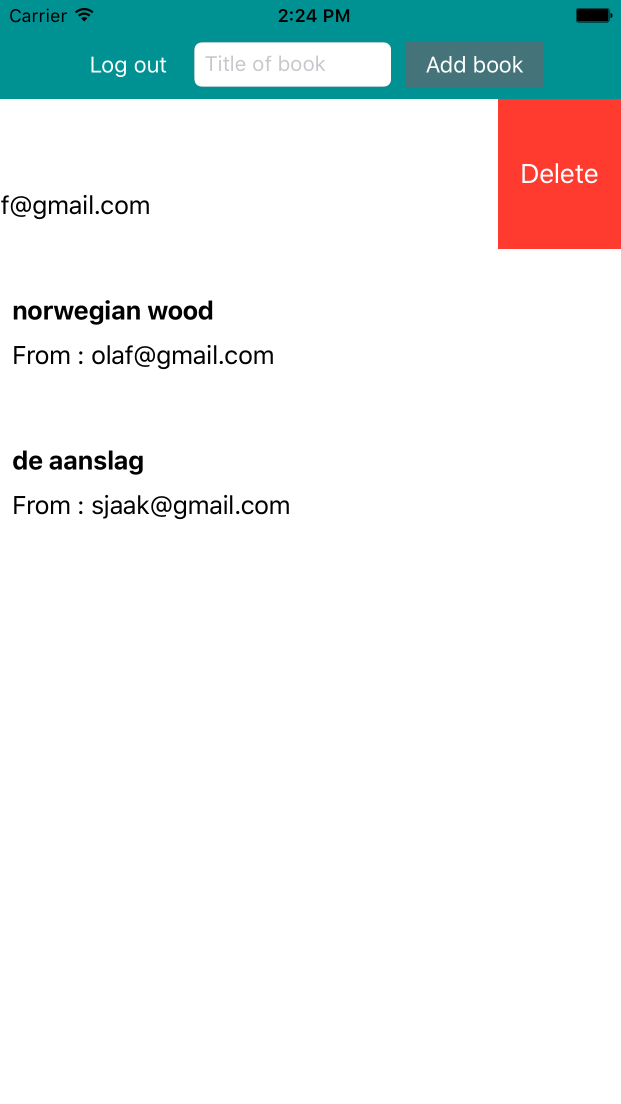 Carrier 2:24 PM
Log out Title of book Add book
Delete
f@gmail.com
norwegian wood
From : olaf@gmail.com
de aanslag
From : sjaak@gmail.com